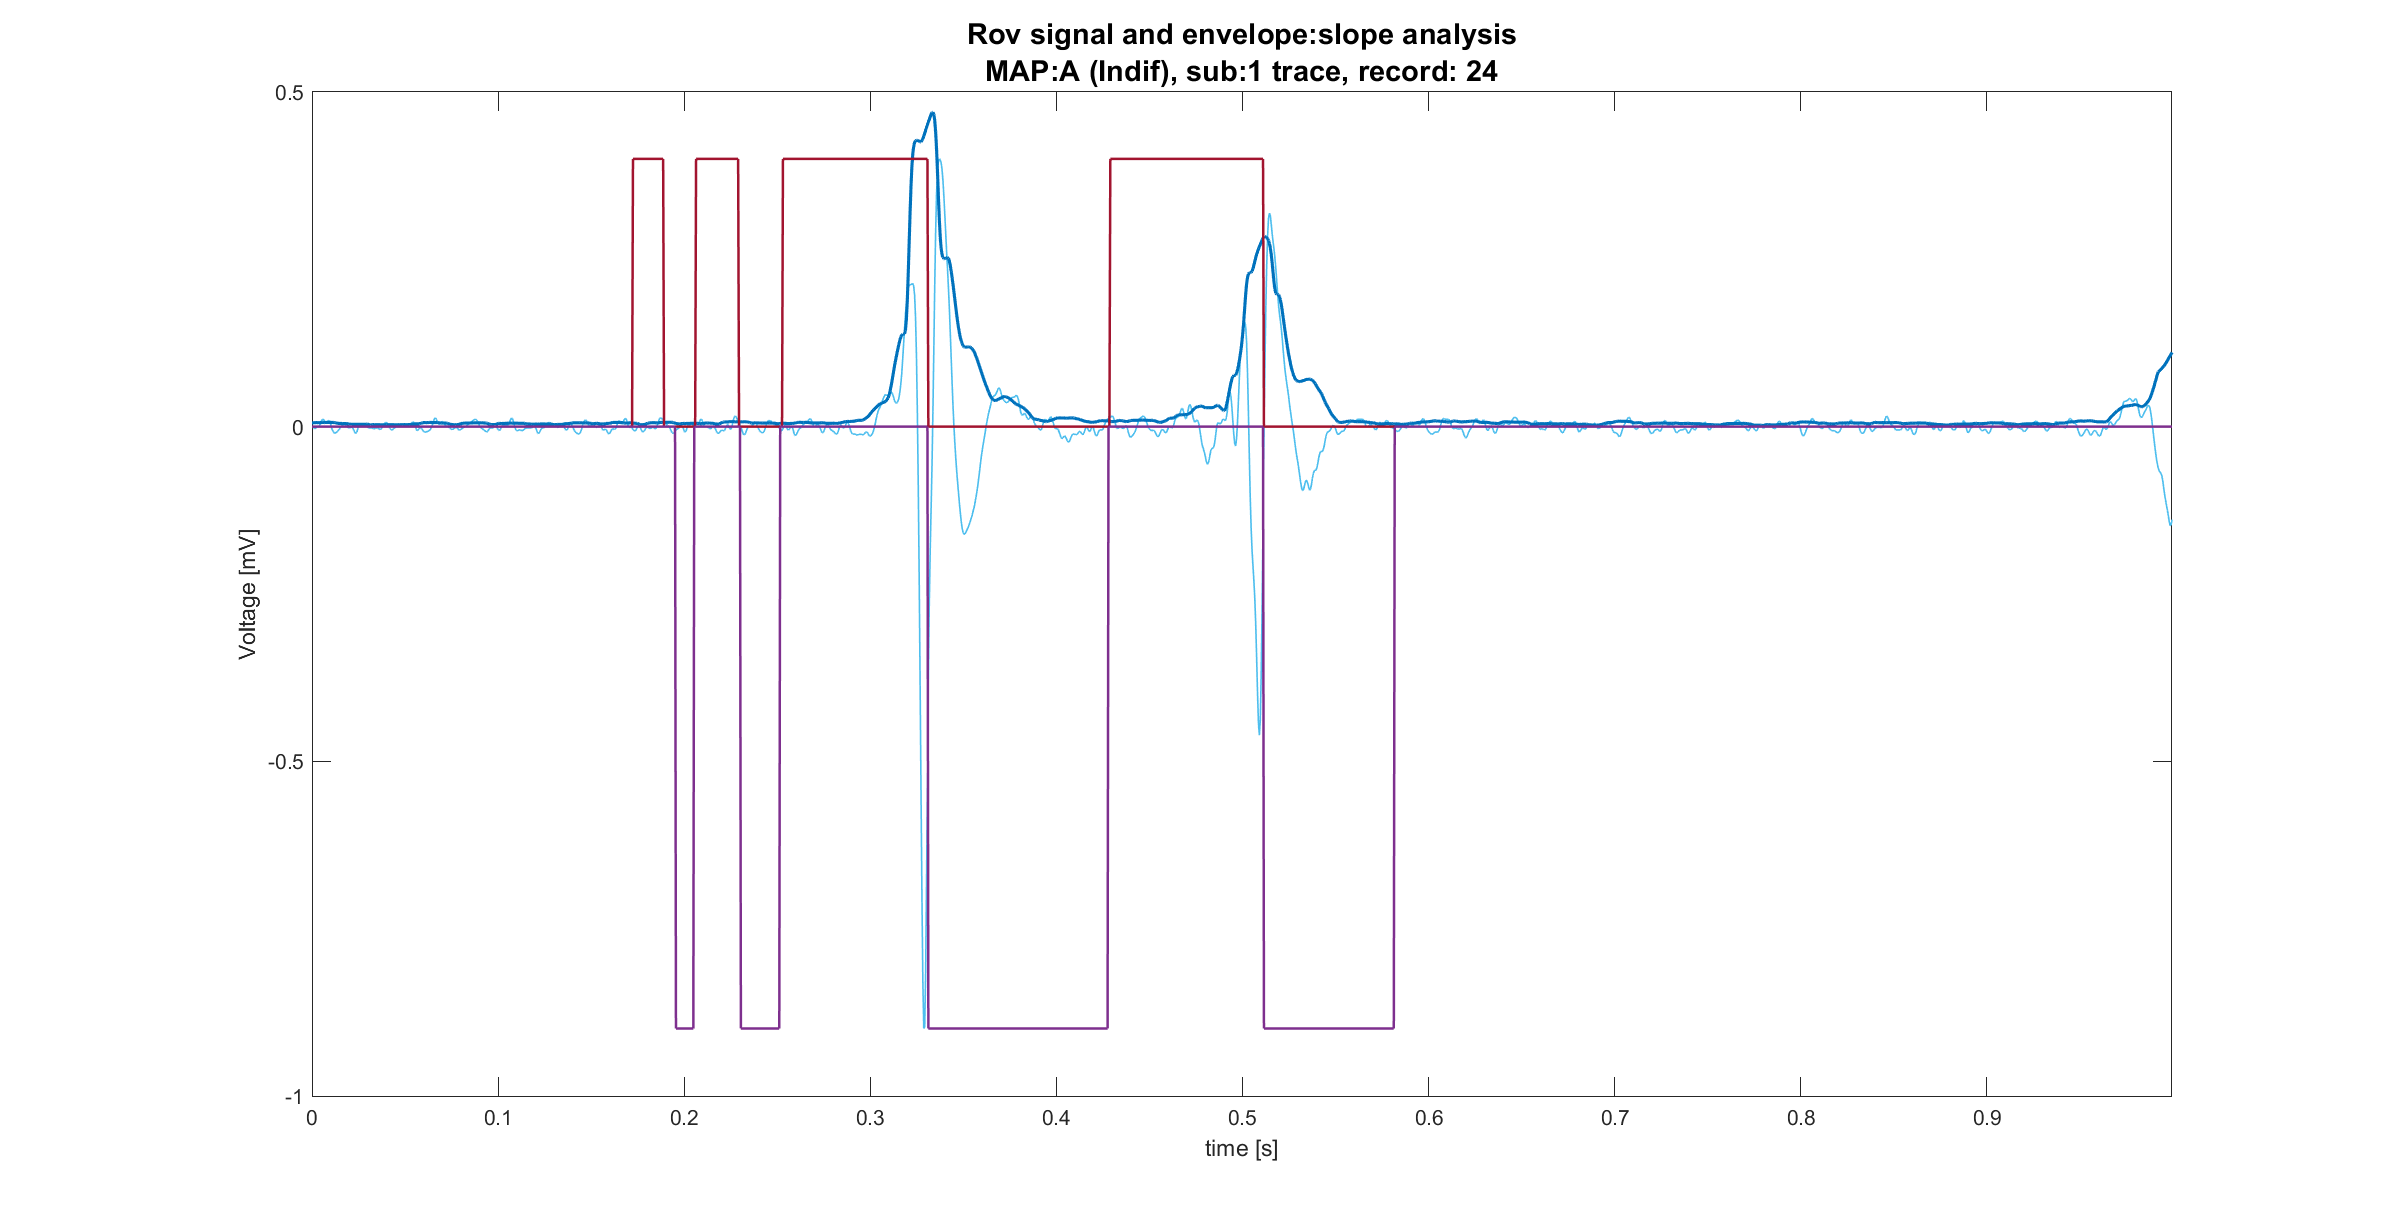 Rov signal and envelope:slope analysis
MAP:A (Indif), sub:1 trace, record: 24
0.5
0
-0.5
-1
Voltage [mV]
0 0.1 0.2 0.3 0.4 0.5 0.6 0.7 0.8 0.9
time [s]